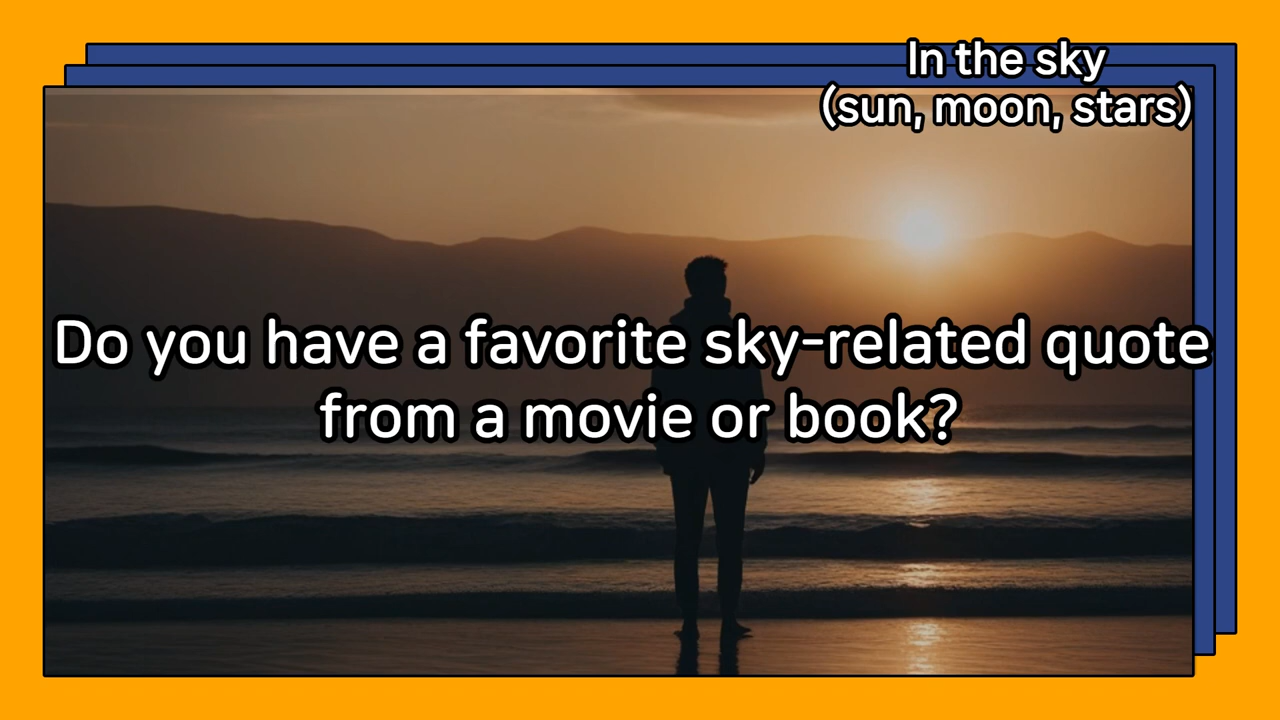 In the sky
(sun, moon, stars)
Do you have a favorite sky-related quote
from a movie or book?